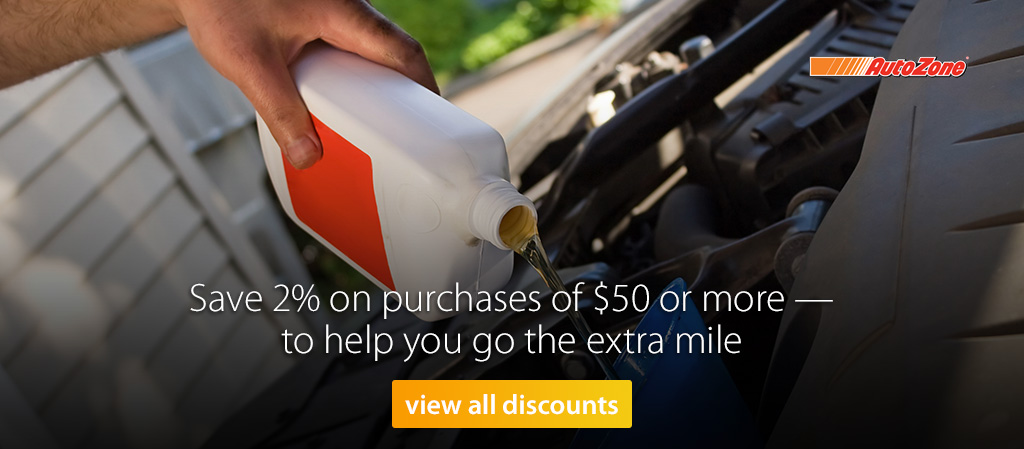 AutoZone
Save 2% on purchases of $50 or more —
to help you go the extra mile
view all discounts